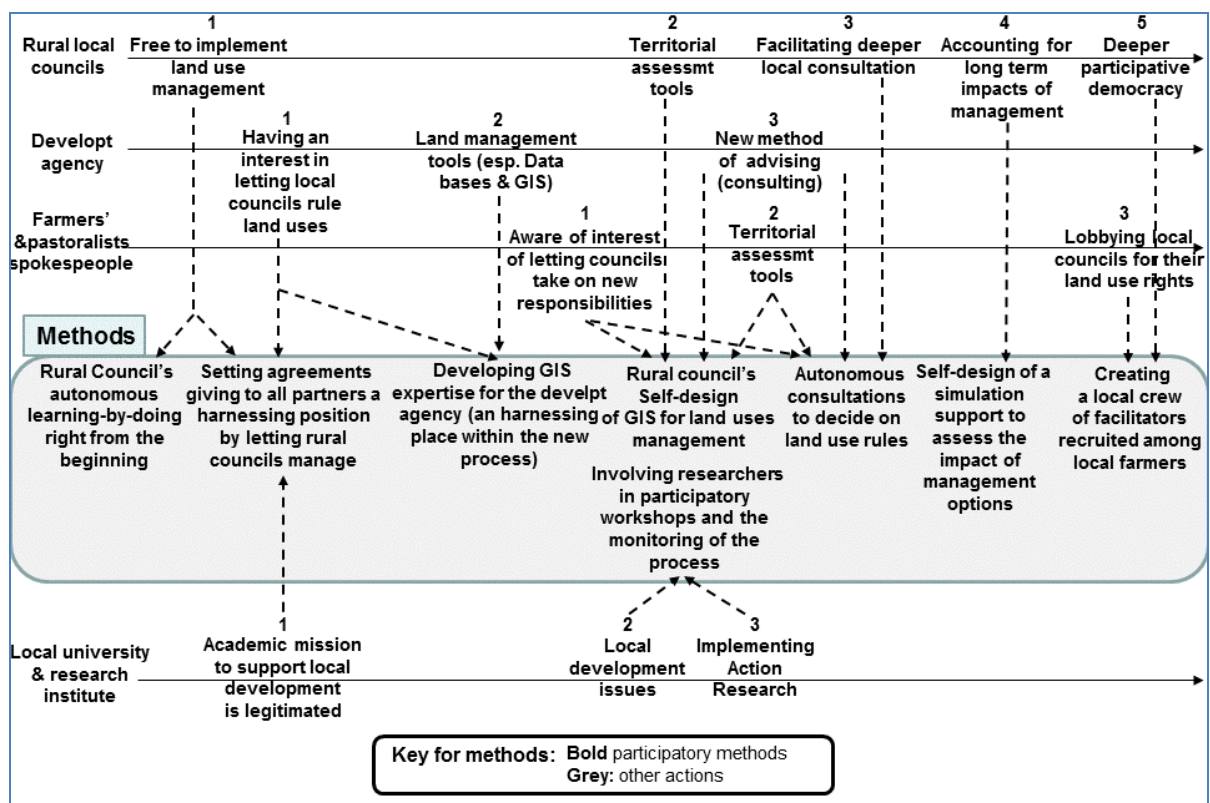 Rural local
councils
1
Free to implement
land use
management
2
Territorial
assessmt
tools
3
Facilitating deeper
local consultation
4
Accounting for
long term
impacts of
management
5
Deeper
participative
democracy
Developt
agency
1
Having an
interest in
letting local
councils rule
land uses
2
Land management
tools (esp. Data
bases & GIS)
3
New method
of advising
(consulting)
Farmers'
&pastoralists
spokespeople
1
Aware of interest
of letting councils
take on new
responsibilities
2
Territorial
assessmt
tools
3
Lobbying local
councils for their
land use rights
Methods
Rural Council's
autonomous
learning-by-doing
right from the
beginning
Setting agreements
giving to all partners a
harnessing position
by letting rural
councils manage
Developing GIS
expertise for the develpt
agency (an harnessing
place within the new
process)
Rural council's
Self-design
of GIS for land uses
management
Involving researchers
in participatory
workshops and the
monitoring of the
process
Autonomous
consultations
to decide on
land use rules
Self-design of a
simulation
support to
assess the
impact of
management
options
Creating
a local crew
of facilitators
recruited among
local farmers
Local university
& research
institute
1
Academic mission
to support local
development
is legitimated
2
Local
development
issues
3
Implementing
Action
Research
Key for methods: Bold participatory methods
Grey: other actions